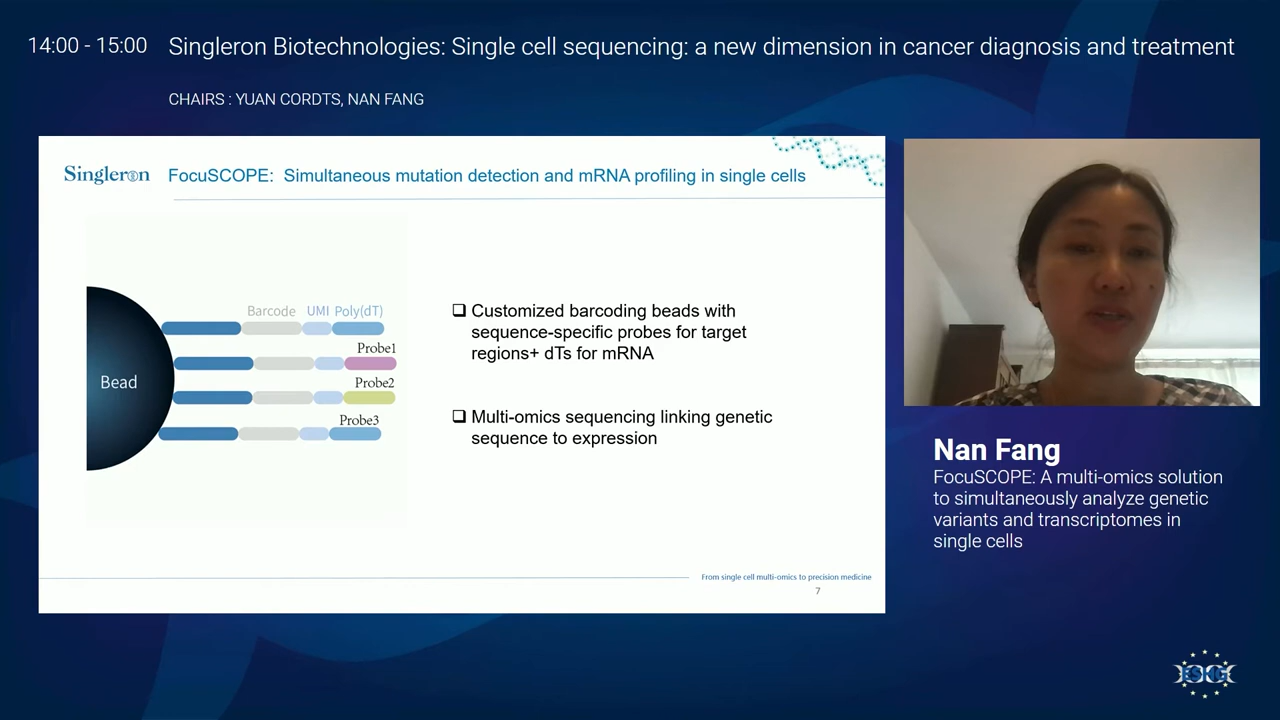 14:00 - 15:00 Singleron Biotechnologies: Single cell sequencing: a new dimension in cancer diagnosis and treatment
CHAIRS : YUAN CORDTS, NAN FANG
Singleron FocuSCOPE: Simultaneous mutation detection and mRNA profiling in single cells
Barcode UMI Poly(dT)
Probe1
Bead
Probe2
Probe3
❑ Customized barcoding beads with
sequence-specific probes for target
regions+ dTs for mRNA
❑ Multi-omics sequencing linking genetic
sequence to expression
From single cell multi-omics to precision medicine
7
Nan Fang
FocuSCOPE: A multi-omics solution
to simultaneously analyze genetic
variants and transcriptomes in
single cells
ESHG